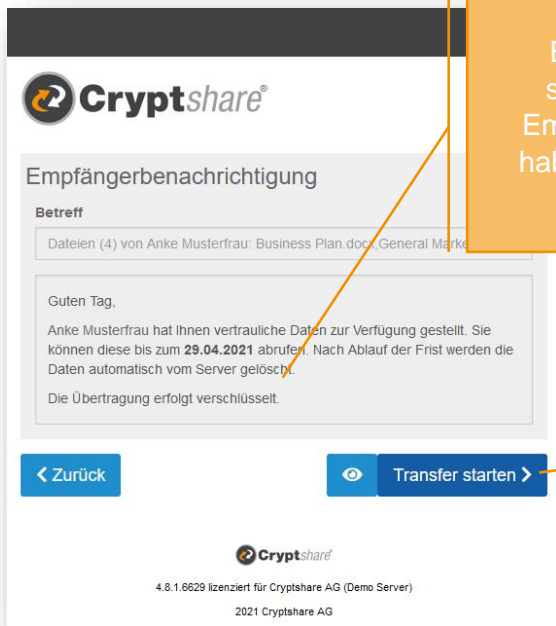 Cryptshare®
Empfängerbenachrichtigung
Betreff
Dateien (4) von Anke Musterfrau: Business Plan.docx,General Marke
Guten Tag,
Anke Musterfrau hat Ihnen vertrauliche Daten zur Verfügung gestellt. Sie
können diese bis zum 29.04.2021 abrufen. Nach Ablauf der Frist werden die
Daten automatisch vom Server gelöscht.
Die Übertragung erfolgt verschlüsselt.
Zurück
Transfer starten
Cryptshare®
4.8.1.6629 lizenziert für Cryptshare AG (Demo Server)
2021 Cryptshare AG